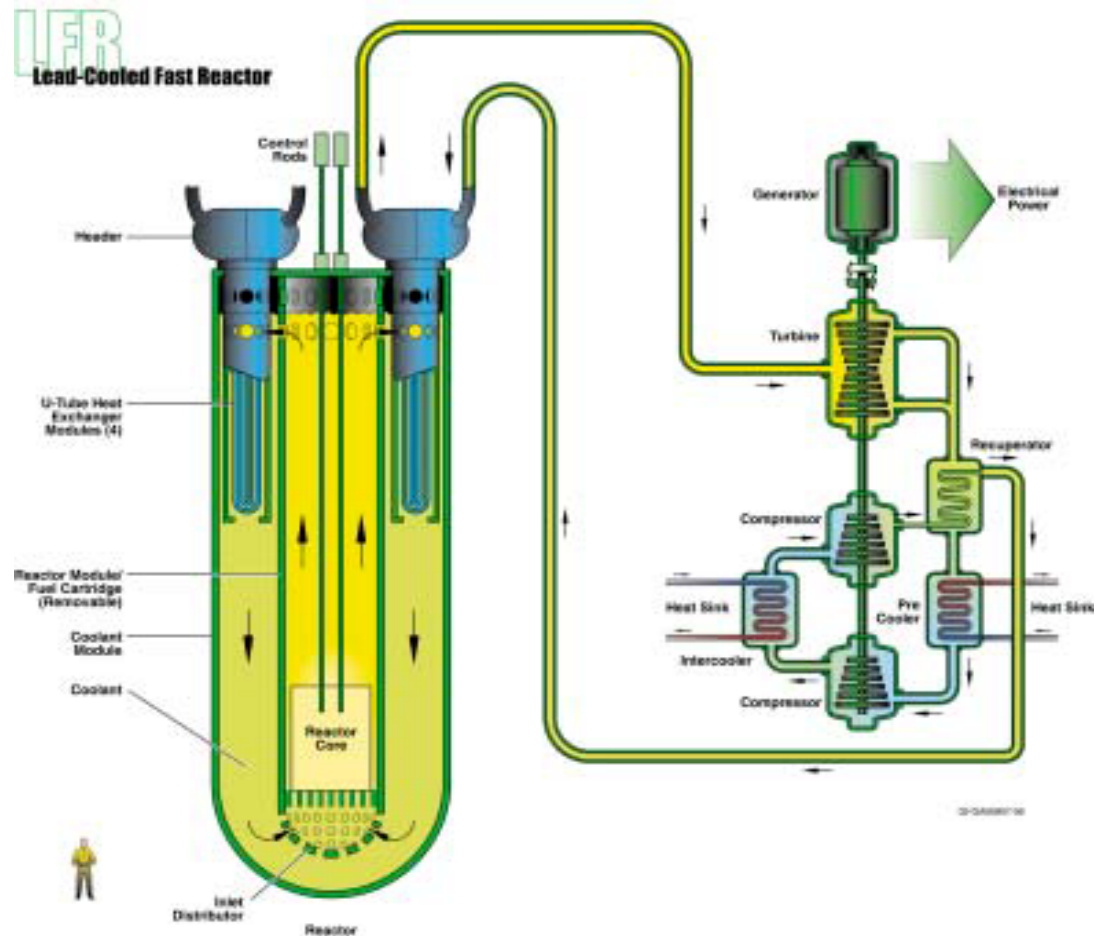 LFR
Lead-Cooled Fast Reactor
Control
Rods
Header
U-Tube Heat
Exchanger
Modules (4)
Reactor Module/
Fuel Cartridge
(Removable)
Coolant
Module
Coolant
Reactor
Core
Inlet
Distributor
Reactor
Generator
Electrical
Power
Turbine
Recuperator
Compressor
Heat Sink
Pre
Cooler
Heat Sink
Intercooler
Compressor